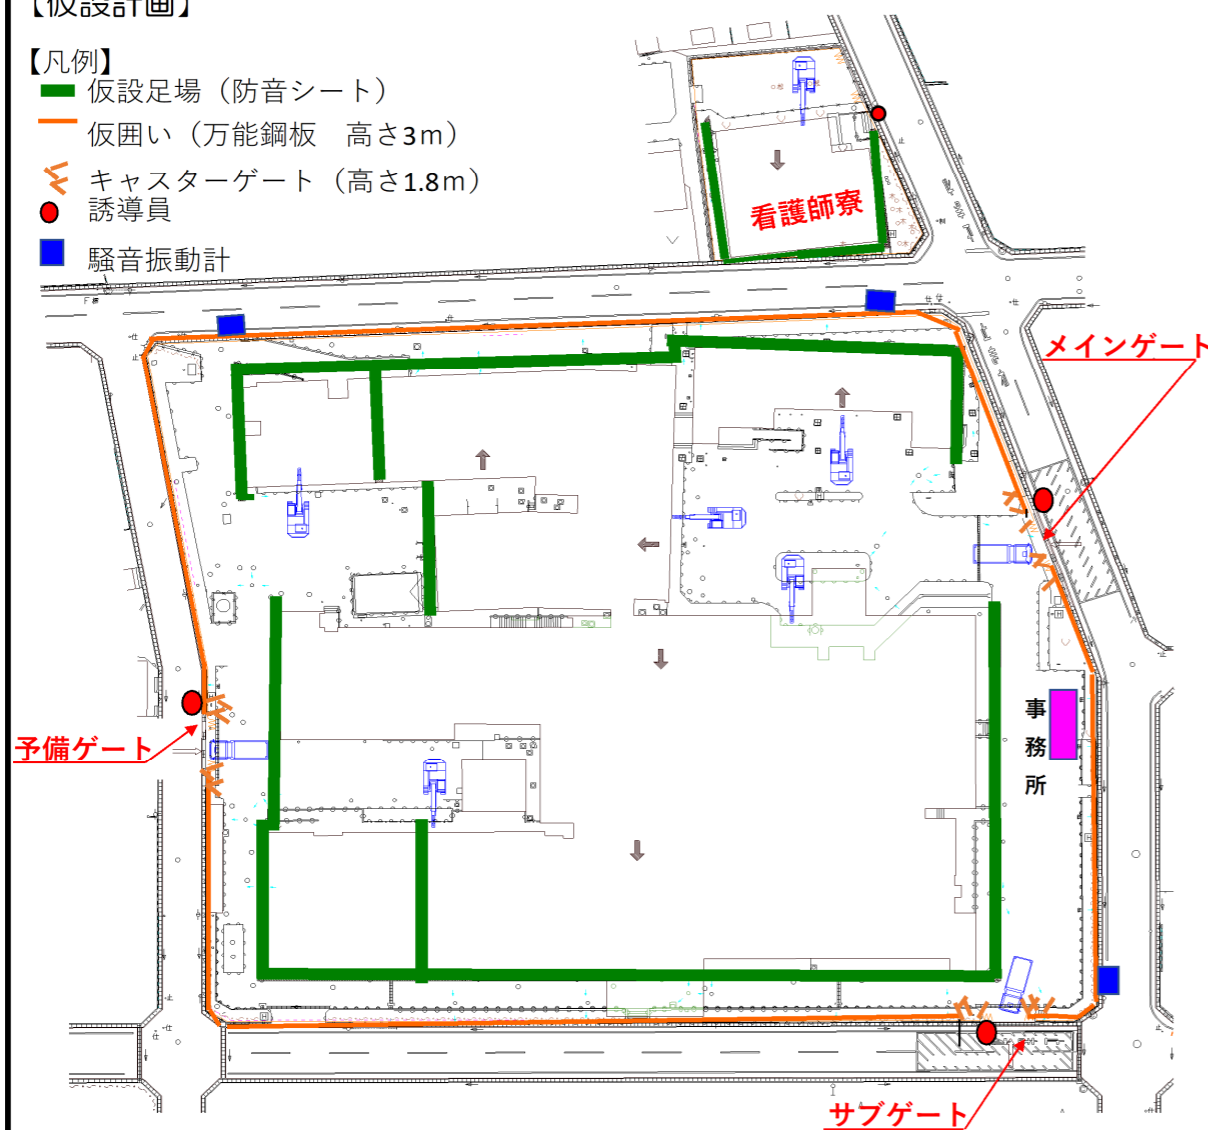 【仮設計画】
【凡例】
仮設足場（防音シート）
仮囲い（万能鋼板　高さ3ｍ）
キャスターゲート（高さ1.8ｍ）
誘導員
騒音振動計
看護師寮
メインゲート
事務所
予備ゲート
サブゲート